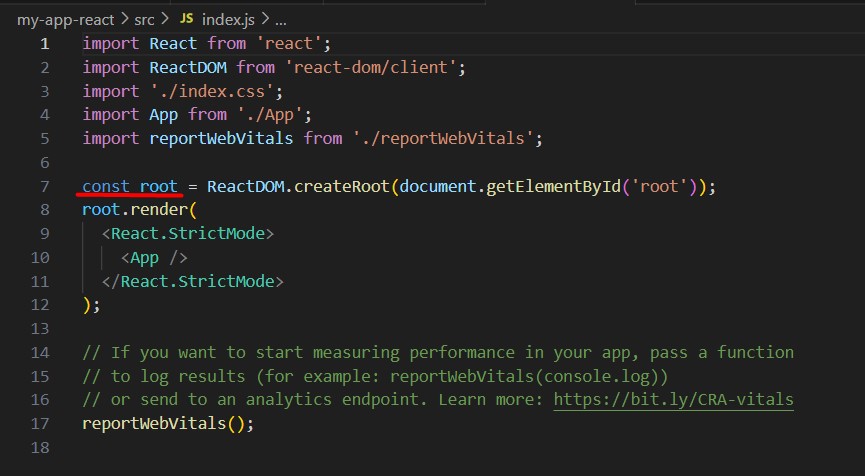 my-app-react > src > JS index.js > ...
1 import React from 'react';
2 import ReactDOM from 'react-dom/client';
3 import './index.css';
4 import App from './App';
5 import reportWebVitals from './reportWebVitals';
6
7 const root = ReactDOM.createRoot(document.getElementById('root'));
8 root.render(
9   <React.StrictMode>
10     <App />
11   </React.StrictMode>
12 );
13
14 // If you want to start measuring performance in your app, pass a function
15 // to log results (for example: reportWebVitals(console.log))
16 // or send to an analytics endpoint. Learn more: https://bit.ly/CRA-vitals
17 reportWebVitals();
18